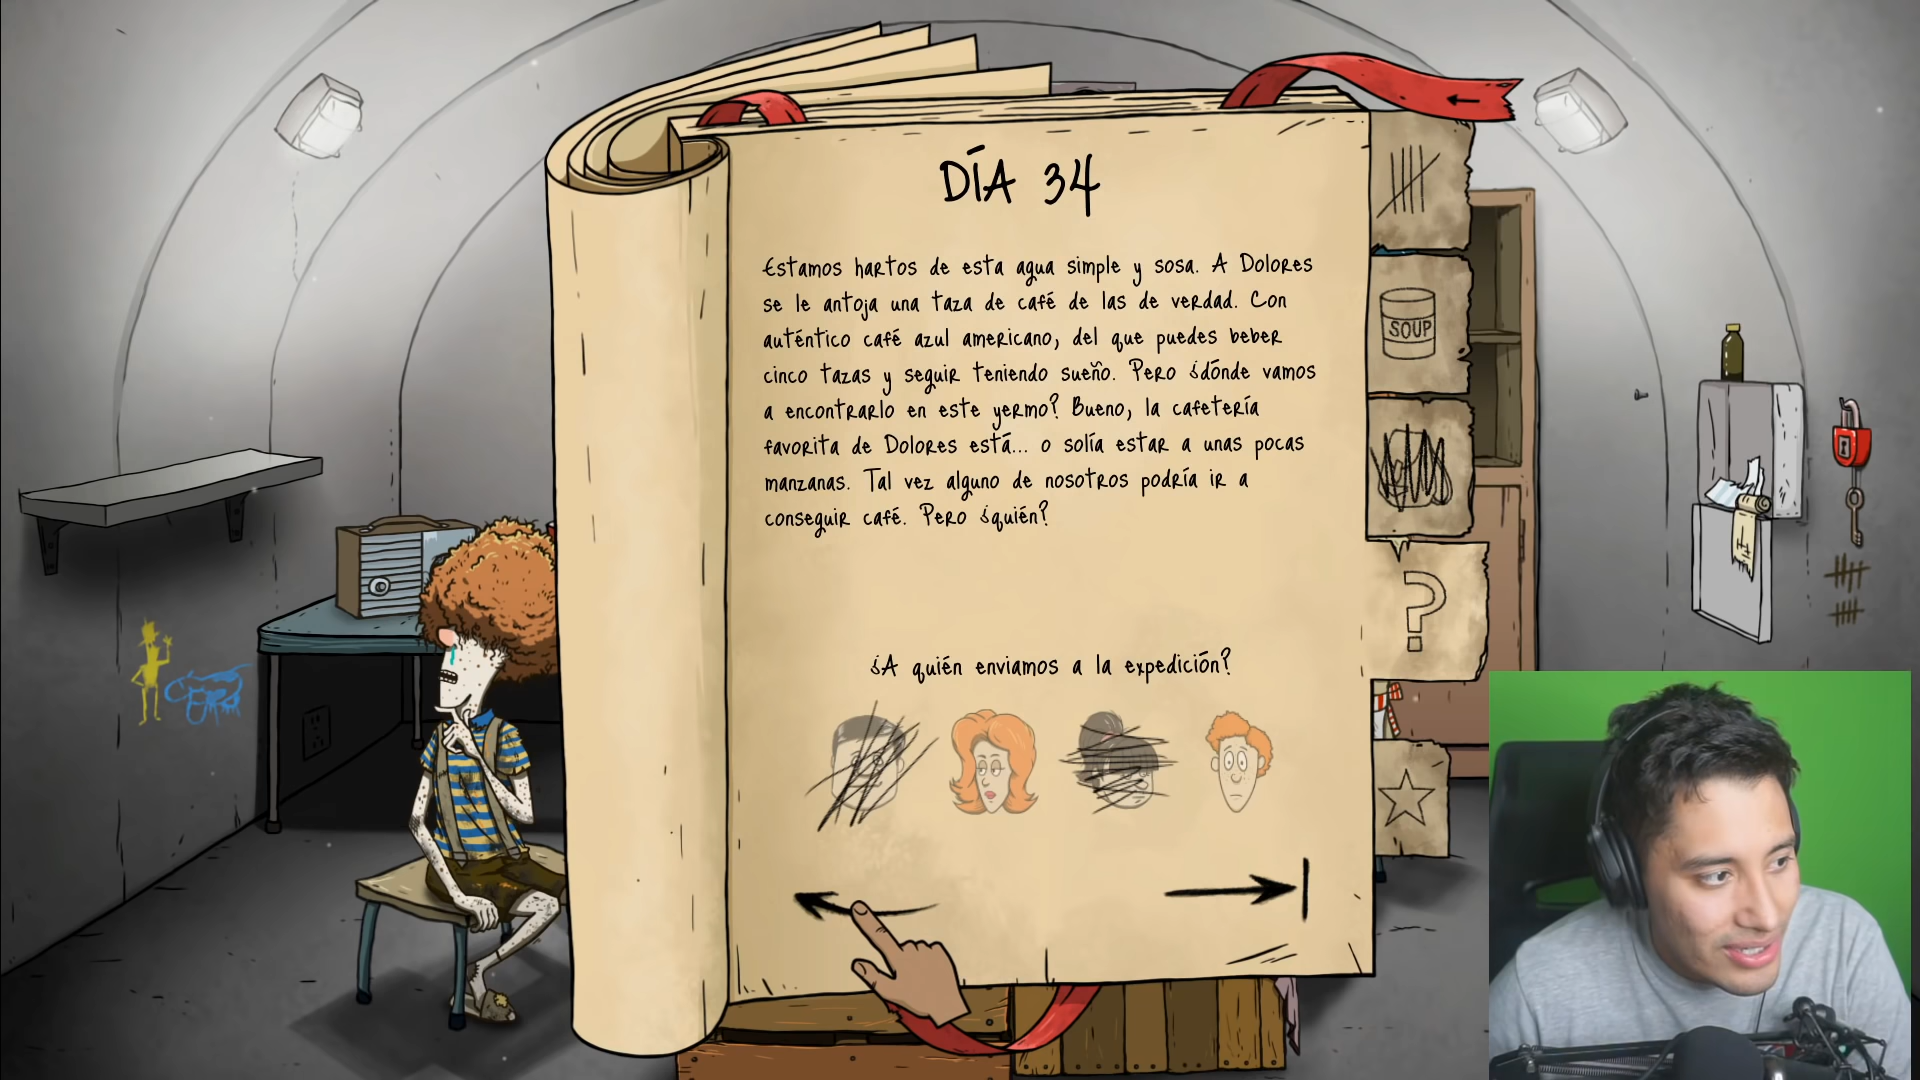 DÍA 34
Estamos hartos de esta agua simple y sosa. A Dolores
se le antoja una taza de café de las de verdad. Con
auténtico café azul americano, del que puedes beber
cinco tazas y seguir teniendo sueño. Pero ¿dónde vamos
a encontrarlo en este yermo? Bueno, la cafetería
favorita de Dolores está... o solía estar a unas pocas
manzanas. Tal vez alguno de nosotros podría ir a
conseguir café. Pero ¿quién?
¿A quién enviamos a la expedición?
SOUP
?